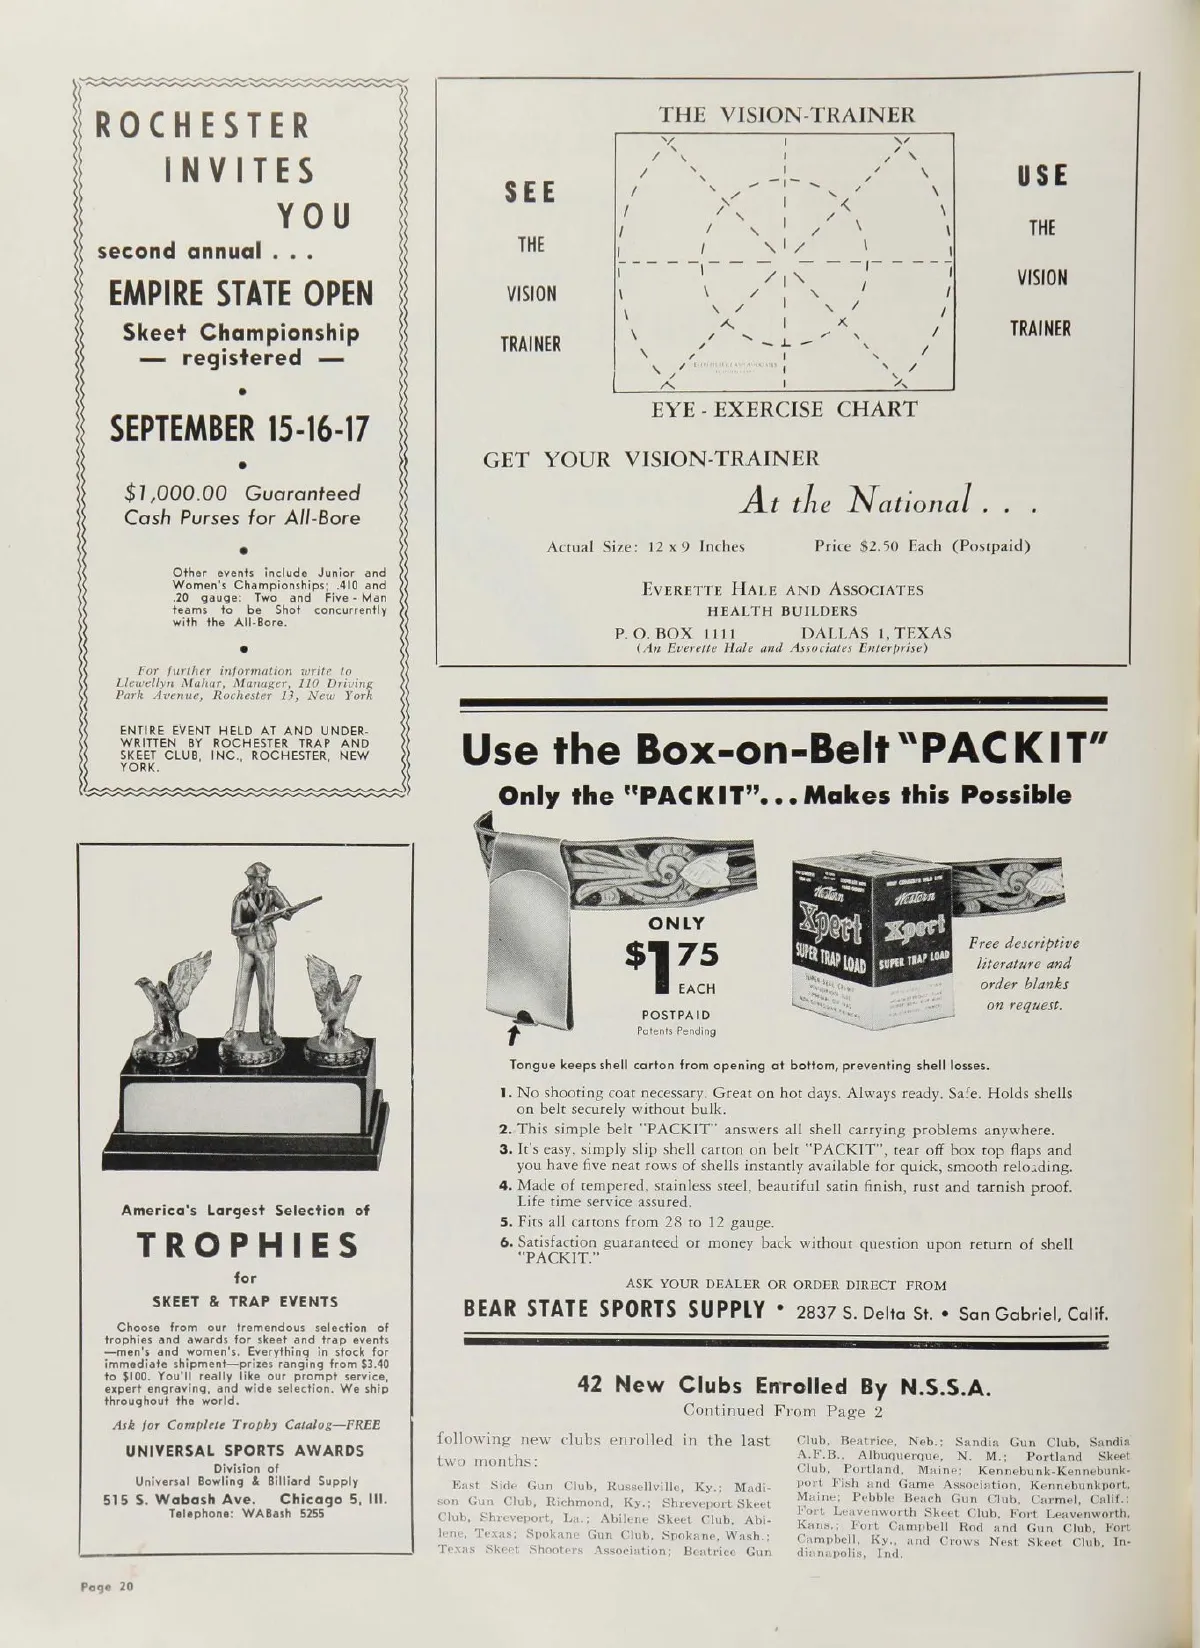 ROCHESTER
INVITES
YOU
second annual . . .
EMPIRE STATE OPEN
Skeet Championship
— registered —
•
SEPTEMBER 15-16-17
•
$1,000.00 Guaranteed
Cash Purses for All-Bore
•
Other events include Junior and
Women's Championships; .410 and
.20 gauge: Two and Five - Man
teams to be Shot concurrently
with the All-Bore.
•
For further information write to
Llewellyn Mahar, Manager, 110 Driving
Park Avenue, Rochester 13, New York
ENTIRE EVENT HELD AT AND UNDER-
WRITTEN BY ROCHESTER TRAP AND
SKEET CLUB, INC., ROCHESTER, NEW
YORK.
America's Largest Selection of
TROPHIES
for
SKEET & TRAP EVENTS
Choose from our tremendous selection of
trophies and awards for skeet and trap events
—men's and women's. Everything in stock for
immediate shipment—prizes ranging from $3.40
to $100. You'll really like our prompt service,
expert engraving, and wide selection. We ship
throughout the world.
Ask for Complete Trophy Catalog—FREE
UNIVERSAL SPORTS AWARDS
Division of
Universal Bowling & Billiard Supply
515 S. Wabash Ave. Chicago 5, Ill.
Telephone: WABash 5255
THE VISION-TRAINER
SEE
THE
VISION
TRAINER
USE
THE
VISION
TRAINER
EYE - EXERCISE CHART
GET YOUR VISION-TRAINER
At the National . . .
Actual Size: 12 x 9 Inches Price $2.50 Each (Postpaid)
EVERETTE HALE AND ASSOCIATES
HEALTH BUILDERS
P. O. BOX 1111 DALLAS 1, TEXAS
(An Everette Hale and Associates Enterprise)
Use the Box-on-Belt "PACKIT"
Only the "PACKIT"... Makes this Possible
ONLY
$1 75
EACH
POSTPAID
Patents Pending
Western
Xpert
SUPER TRAP LOAD
Western
Xpert
SUPER TRAP LOAD
Free descriptive
literature and
order blanks
on request.
Tongue keeps shell carton from opening at bottom, preventing shell losses.
1. No shooting coat necessary. Great on hot days. Always ready. Safe. Holds shells
on belt securely without bulk.
2. This simple belt "PACKIT" answers all shell carrying problems anywhere.
3. It's easy, simply slip shell carton on belt "PACKIT", tear off box top flaps and
you have five neat rows of shells instantly available for quick, smooth reloading.
4. Made of tempered, stainless steel, beautiful satin finish, rust and tarnish proof.
Life time service assured.
5. Fits all cartons from 28 to 12 gauge.
6. Satisfaction guaranteed or money back without question upon return of shell
"PACKIT."
ASK YOUR DEALER OR ORDER DIRECT FROM
BEAR STATE SPORTS SUPPLY • 2837 S. Delta St. • San Gabriel, Calif.
42 New Clubs Enrolled By N.S.S.A.
Continued From Page 2
following new clubs enrolled in the last
two months:
East Side Gun Club, Russellville, Ky.; Madi-
son Gun Club, Richmond, Ky.; Shreveport Skeet
Club, Shreveport, La.; Abilene Skeet Club, Abi-
lene, Texas; Spokane Gun Club, Spokane, Wash.;
Texas Skeet Shooters Association; Beatrice Gun
Club, Beatrice, Neb.; Sandia Gun Club, Sandia
A.F.B., Albuquerque, N. M.; Portland Skeet
Club, Portland, Maine; Kennebunk-Kennebunk-
port Fish and Game Association, Kennebunkport,
Maine; Pebble Beach Gun Club, Carmel, Calif.;
Fort Leavenworth Skeet Club, Fort Leavenworth,
Kans.; Fort Campbell Rod and Gun Club, Fort
Campbell, Ky., and Crows Nest Skeet Club, In-
dianapolis, Ind.
Page 20